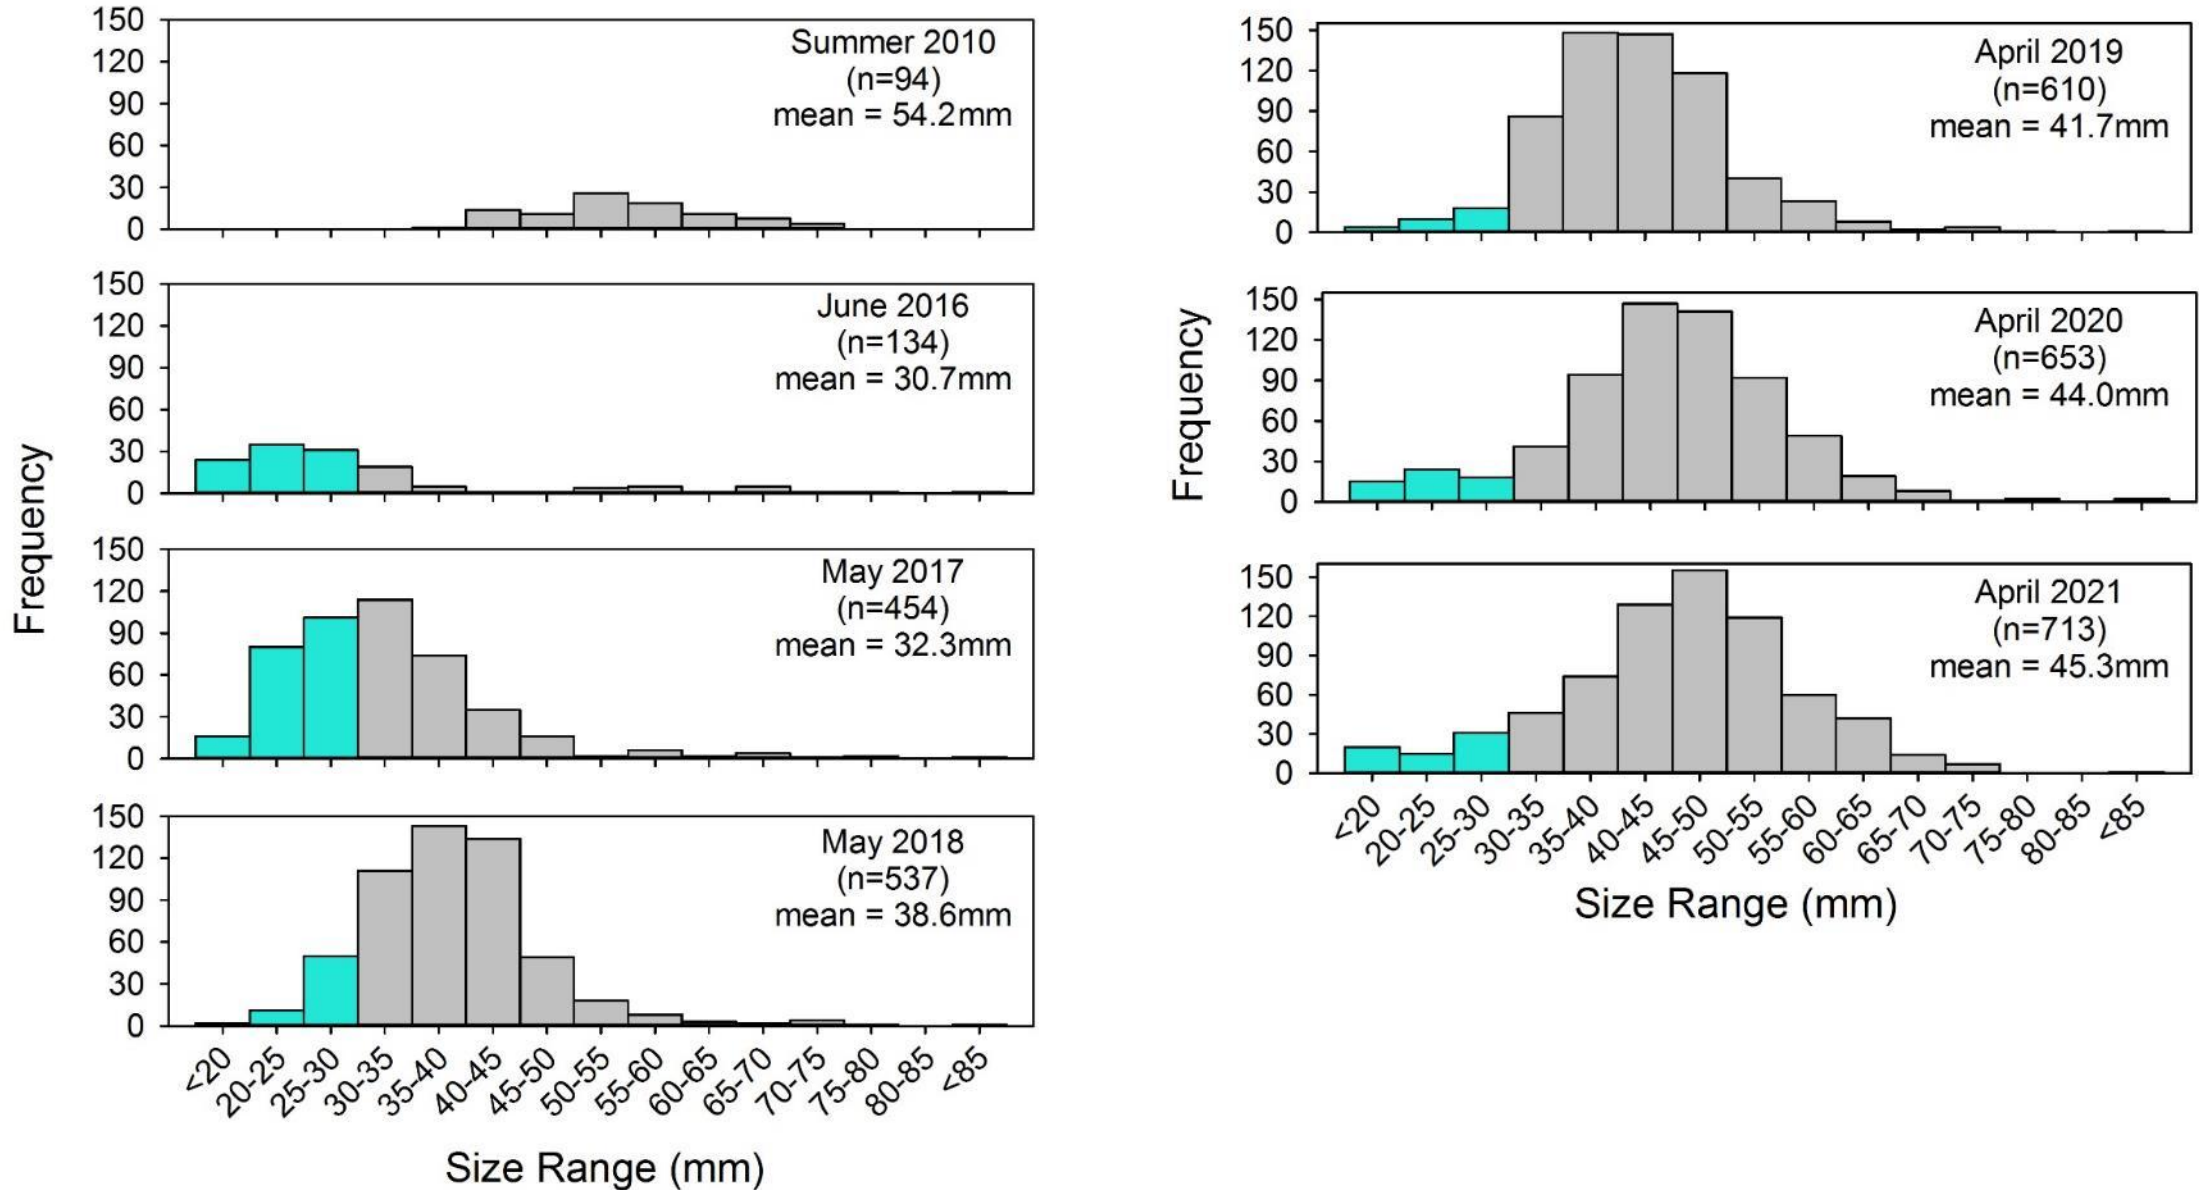 Frequency
150
120
90
60
30
0
Summer 2010
(n=94)
mean = 54.2mm
150
120
90
60
30
0
June 2016
(n=134)
mean = 30.7mm
150
120
90
60
30
0
May 2017
(n=454)
mean = 32.3mm
150
120
90
60
30
0
May 2018
(n=537)
mean = 38.6mm
<20 20-25 25-30 30-35 35-40 40-45 45-50 50-55 55-60 60-65 65-70 70-75 75-80 80-85 <85
Size Range (mm)
Frequency
150
120
90
60
30
0
April 2019
(n=610)
mean = 41.7mm
150
120
90
60
30
0
April 2020
(n=653)
mean = 44.0mm
150
120
90
60
30
0
April 2021
(n=713)
mean = 45.3mm
<20 20-25 25-30 30-35 35-40 40-45 45-50 50-55 55-60 60-65 65-70 70-75 75-80 80-85 <85
Size Range (mm)